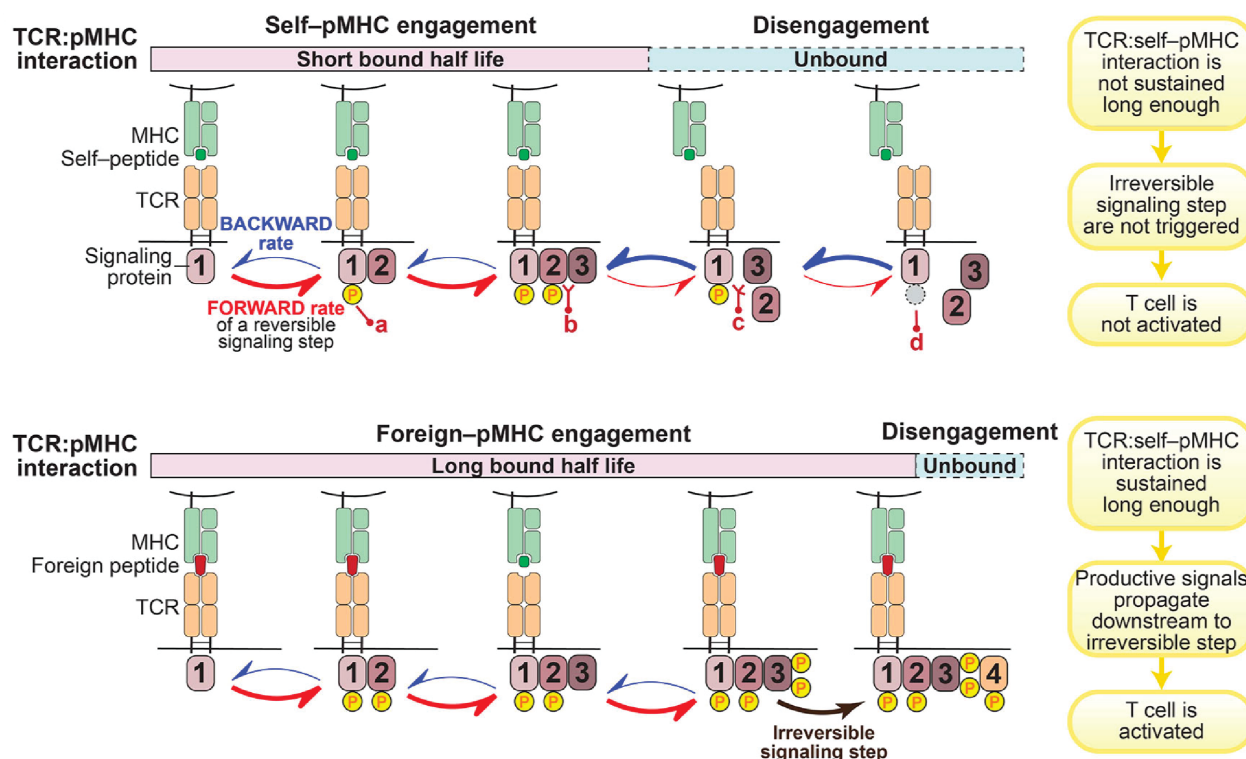 Self–pMHC engagement
Disengagement
TCR:pMHC
interaction
Short bound half life
Unbound
MHC
Self–peptide
TCR
Signaling
protein
BACKWARD
rate
FORWARD rate
of a reversible
signaling step
1
1 2
P
a
1 2 3
P P
b
1 3
2
P
c
1
3
2
d
TCR:self–pMHC
interaction is
not sustained
long enough
Irreversible
signaling step
are not triggered
T cell is
not activated
Foreign–pMHC engagement
Disengagement
TCR:pMHC
interaction
Long bound half life
Unbound
MHC
Foreign peptide
TCR
1
1 2
P P
1 2 3
P P
1 2 3 P
P
P P
1 2 3 P 4
P
P P P
Irreversible
signaling step
TCR:self–pMHC
interaction is
sustained
long enough
Productive signals
propagate
downstream to
irreversible step
T cell is
activated